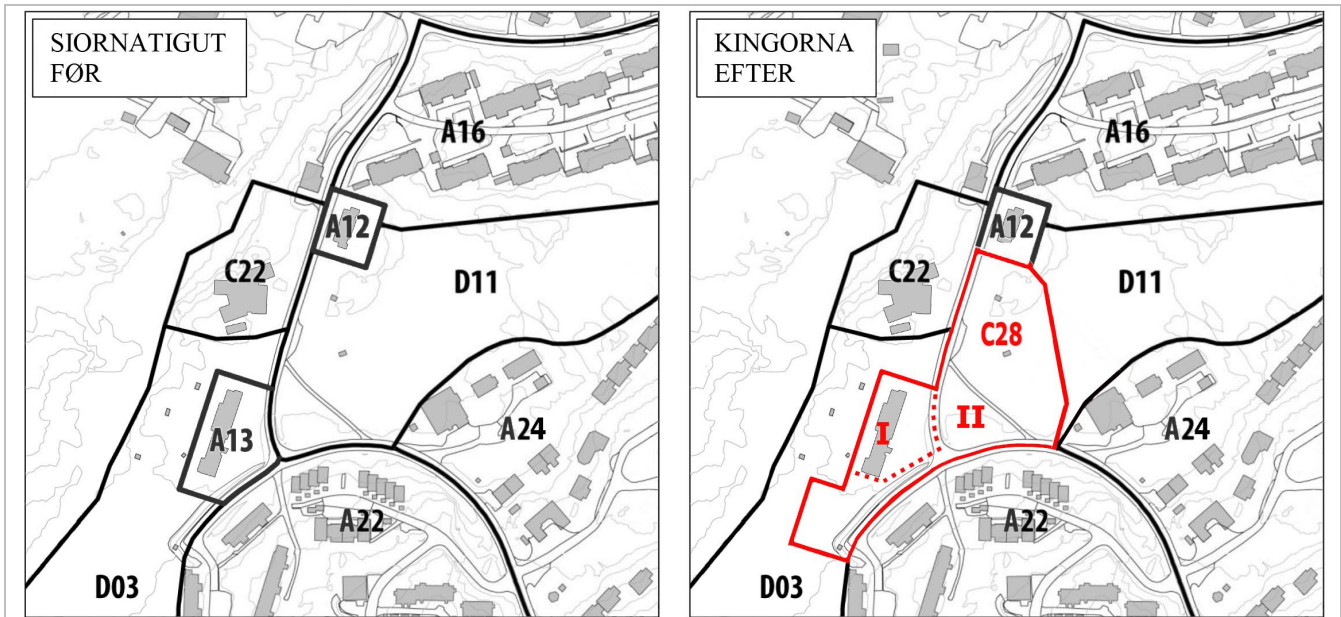 SIORNATIGUT
FØR
A16
A12
C22
D11
A13
A24
A22
D03
KINGORNA
EFTER
A16
A12
C22
D11
C28
II
I
A24
A22
D03